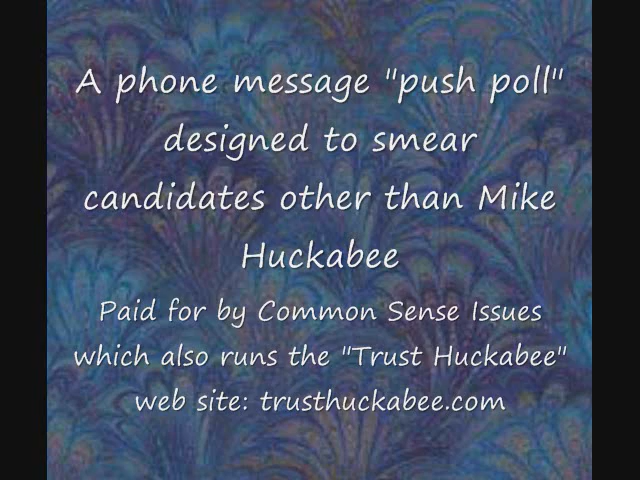 A phone message "push poll"
designed to smear
candidates other than Mike
Huckabee
Paid for by Common Sense Issues
which also runs the "Trust Huckabee"
web site: trusthuckabee.com